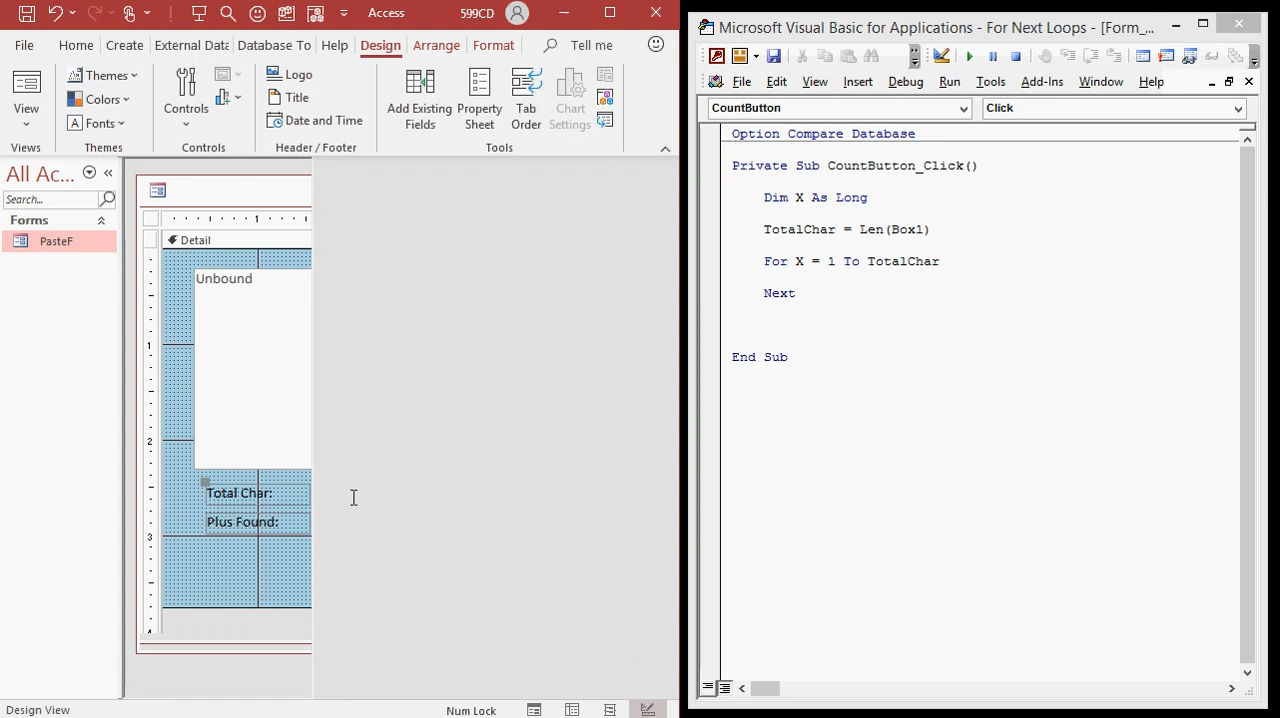 Access
599CD
File
Home
Create
External Data
Database To
Help
Design
Arrange
Format
Tell me
View
Themes
Colors
Fonts
Controls
Logo
Title
Date and Time
Add Existing
Fields
Property
Sheet
Tab
Order
Chart
Settings
Views
Themes
Controls
Header / Footer
Tools
All Ac...
Search...
Forms
PasteF
1
Detail
Unbound
1
2
Total Char:
Plus Found:
3
4
Design View
Num Lock
Microsoft Visual Basic for Applications - For Next Loops - [Form_...
File Edit View Insert Debug Run Tools Add-Ins Window Help
CountButton
Click
Option Compare Database
Private Sub CountButton_Click()
Dim X As Long
TotalChar = Len(Box1)
For X = 1 To TotalChar
Next
End Sub